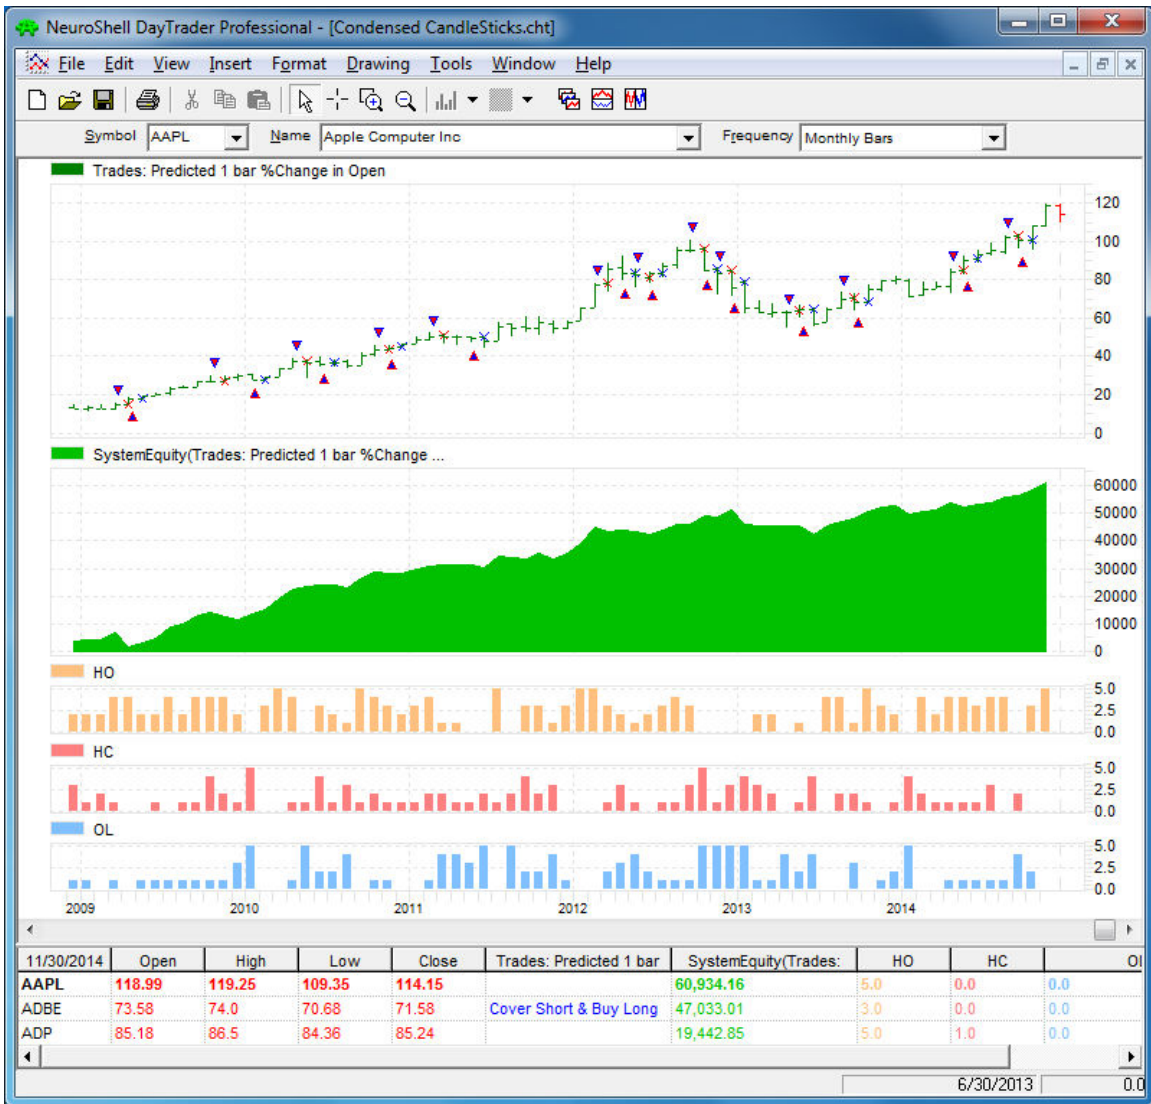 NeuroShell DayTrader Professional - [Condensed CandleSticks.cht]
File Edit View Insert Format Drawing Tools Window Help
Symbol AAPL Name Apple Computer Inc Frequency Monthly Bars
Trades: Predicted 1 bar %Change in Open
120
100
80
60
40
20
0
SystemEquity(Trades: Predicted 1 bar %Change ...
60000
50000
40000
30000
20000
10000
0
HO
5.0
2.5
0.0
HC
5.0
2.5
0.0
OL
5.0
2.5
0.0
2009 2010 2011 2012 2013 2014
11/30/2014 Open High Low Close Trades: Predicted 1 bar SystemEquity(Trades: HO HC Ol
AAPL 118.99 119.25 109.35 114.15 60,934.16 5.0 0.0 0.0
ADBE 73.58 74.0 70.68 71.58 Cover Short & Buy Long 47,033.01 3.0 0.0 0.0
ADP 85.18 86.5 84.36 85.24 19,442.85 5.0 1.0 0.0
6/30/2013 0.0